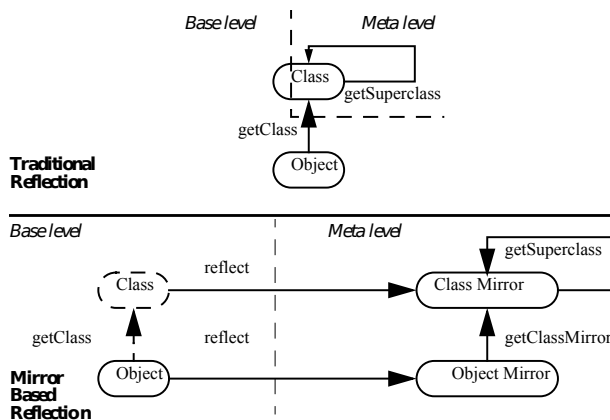 Base level Meta level
Class
getSuperclass
getClass
Traditional
Reflection
Object
Base level Meta level
getSuperclass
reflect
Class
Class Mirror
getClass
reflect
getClassMirror
Object
Object Mirror
Mirror
Based
Reflection